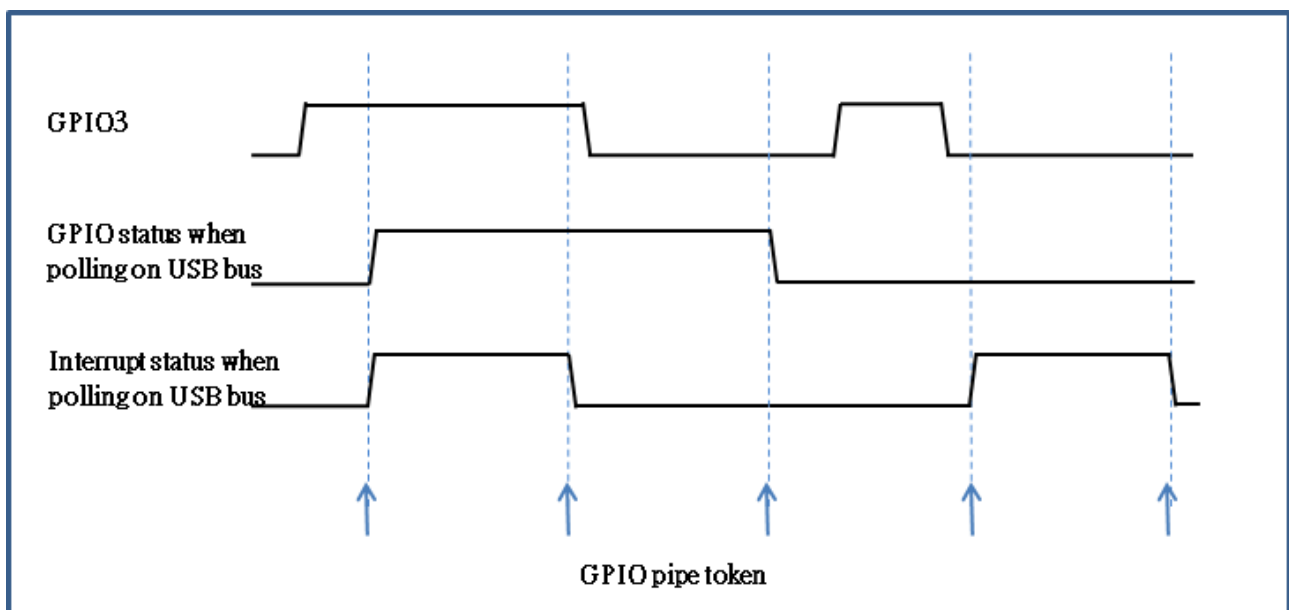 GPIO3
GPIO status when
polling on USB bus
Interrupt status when
polling on USB bus
GPIO pipe token